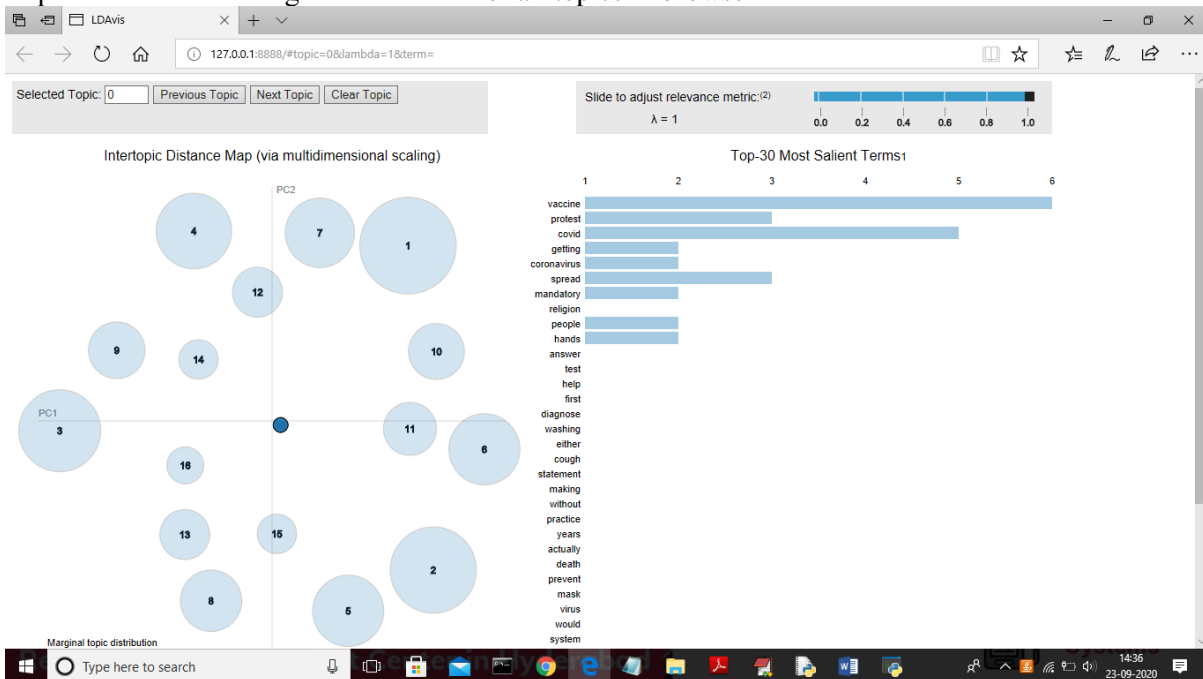 LDAvis
127.0.0.1:8888/#topic=0&lambda=1&term=
Selected Topic: 0 Previous Topic Next Topic Clear Topic
Slide to adjust relevance metric:(2)
λ = 1
0.0 0.2 0.4 0.6 0.8 1.0
Intertopic Distance Map (via multidimensional scaling)
PC2
4
7
1
12
9
14
10
PC1
3
11
6
16
13
15
2
8
5
Marginal topic distribution
Top-30 Most Salient Terms1
1 2 3 4 5 6
vaccine
protest
covid
getting
coronavirus
spread
mandatory
religion
people
hands
answer
test
help
first
diagnose
washing
either
cough
statement
making
without
practice
years
actually
death
prevent
mask
virus
would
system
Type here to search
14:36
23-09-2020